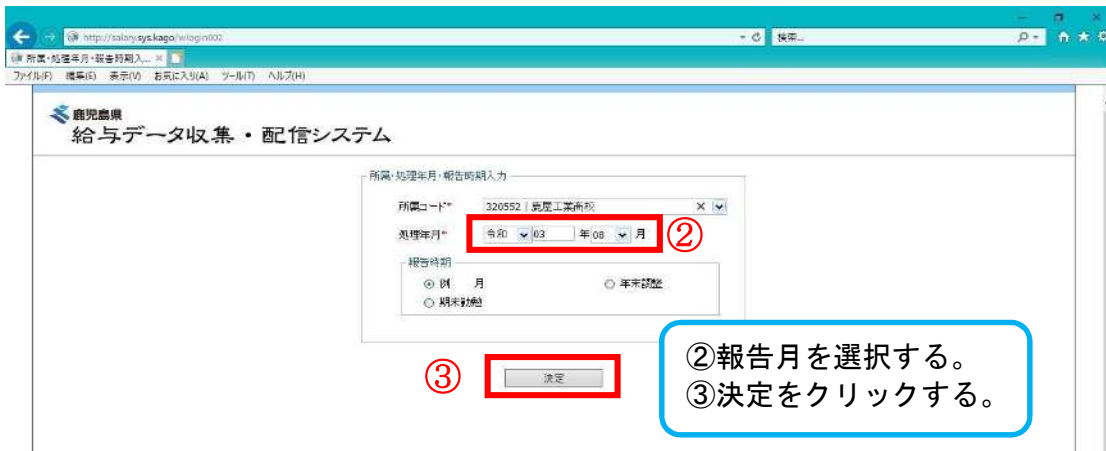 http://salary.sys.kago/wlogin002
検索...
所属・処理年月・報告時期入...
ファイル(F) 編集(E) 表示(V) お気に入り(A) ツール(T) ヘルプ(H)
鹿児島県
給与データ収集・配信システム
所属・処理年月・報告時期入力
所属コード* 320552 | 鹿屋工業高校
処理年月* 令和 03 年 08 月 ②
報告時期
例 月 年末調整
期末勤勉
③ 決定
②報告月を選択する。
③決定をクリックする。